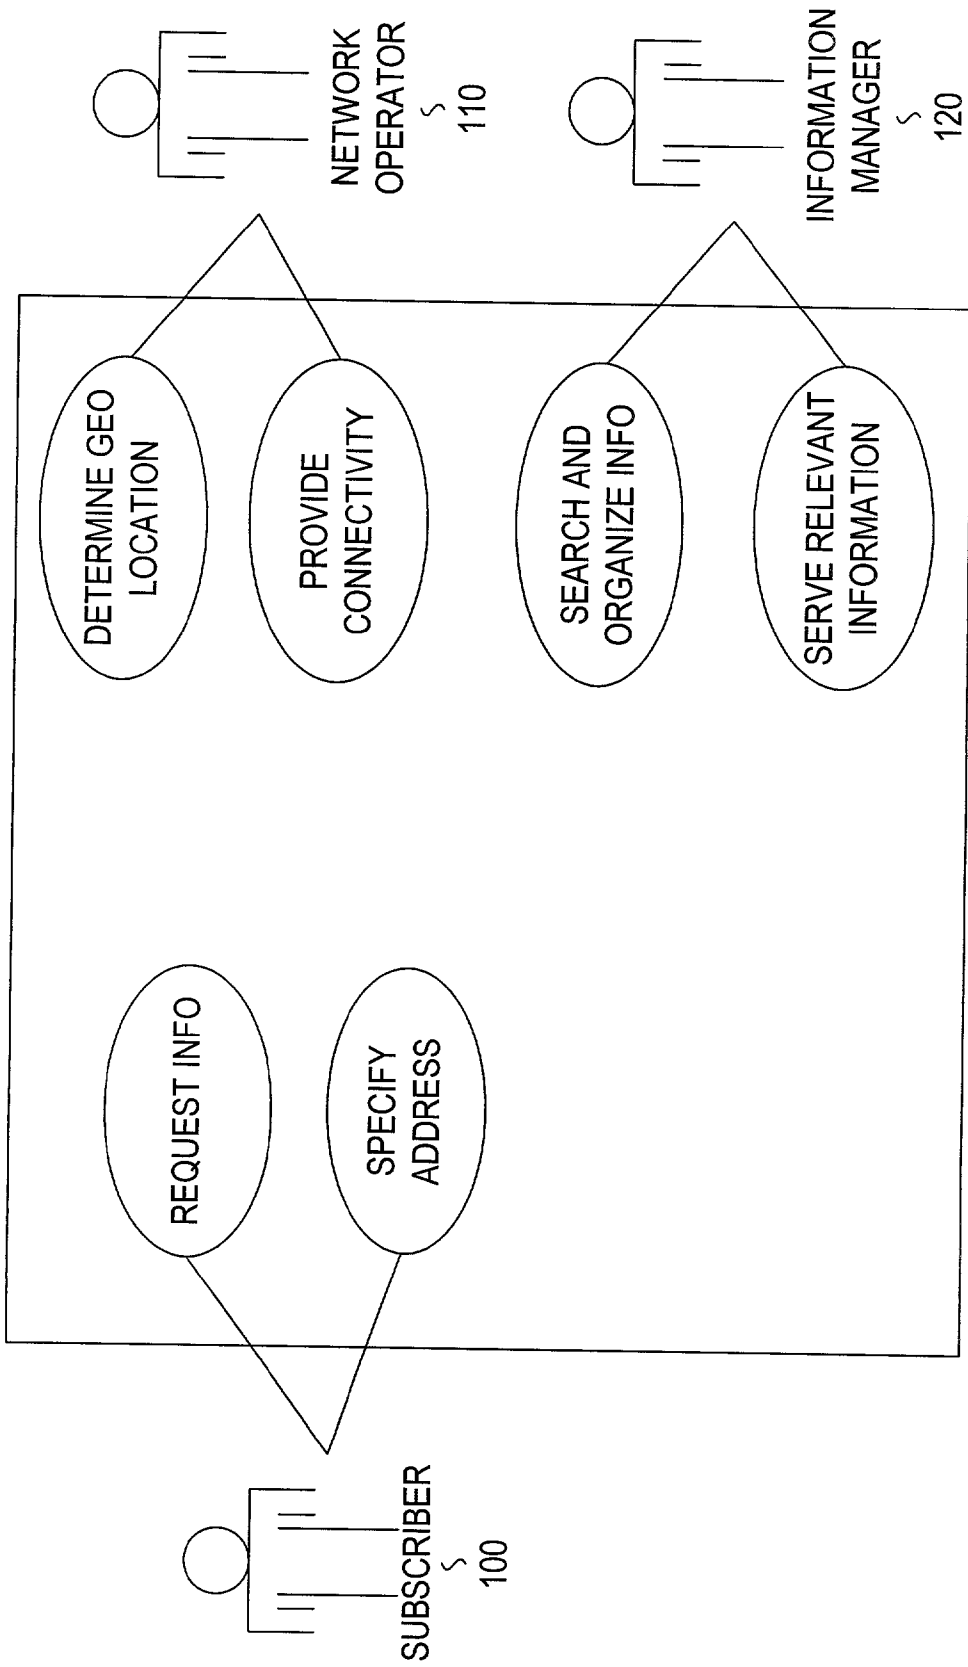 SUBSCRIBER
100
REQUEST INFO
SPECIFY
ADDRESS
DETERMINE GEO
LOCATION
PROVIDE
CONNECTIVITY
SEARCH AND
ORGANIZE INFO
SERVE RELEVANT
INFORMATION
NETWORK
OPERATOR
110
INFORMATION
MANAGER
120